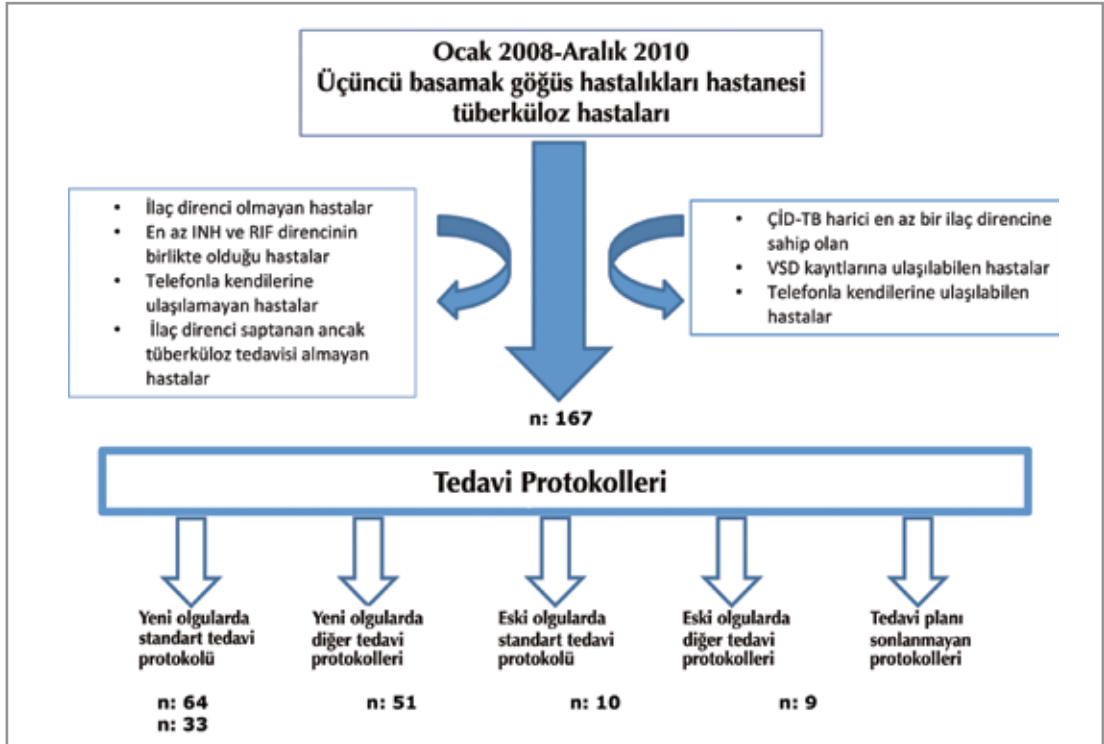 Ocak 2008-Aralık 2010
Üçüncü basamak göğüs hastalıkları hastanesi
tüberküloz hastaları
• İlaç direnci olmayan hastalar
• En az INH ve RIF direncinin
birlikte olduğu hastalar
• Telefonla kendilerine
ulaşılamayan hastalar
• İlaç direnci saptanan ancak
tüberküloz tedavisi almayan
hastalar
• ÇİD-TB harici en az bir ilaç direncine
sahip olan
• VSD kayıtlarına ulaşılabilen hastalar
• Telefonla kendilerine ulaşılabilen
hastalar
n: 167
Tedavi Protokolleri
Yeni olgularda
standart tedavi
protokolü
n: 64
n: 33
Yeni olgularda
diğer tedavi
protokolleri
n: 51
Eski olgularda
standart tedavi
protokolü
n: 10
Eski olgularda
diğer tedavi
protokolleri
n: 9
Tedavi planı
sonlanmayan
protokolleri